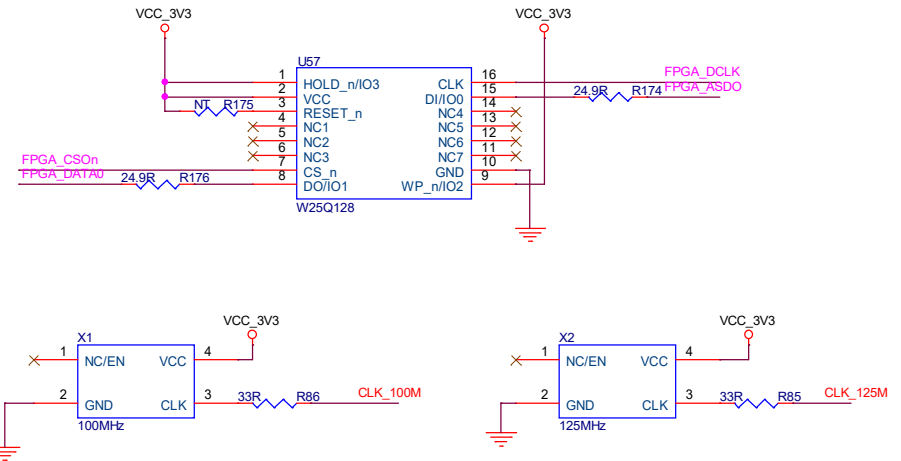 VCC_3V3 VCC_3V3
U57
1 HOLD_n/IO3 CLK 16 FPGA_DCLK
2 VCC DI/IO0 15 24.9R R174 FPGA_ASDO
NT R175 3 RESET_n NC4 14
4 NC1 NC5 13
5 NC2 NC6 12
6 NC3 NC7 11
FPGA_CSOn 7 CS_n GND 10
FPGA_DATA0 24.9R R176 8 DO/IO1 WP_n/IO2 9
W25Q128
VCC_3V3 VCC_3V3
X1 X2
1 NC/EN VCC 4 1 NC/EN VCC 4
2 GND CLK 3 33R R86 CLK_100M 2 GND CLK 3 33R R85 CLK_125M
100MHz 125MHz